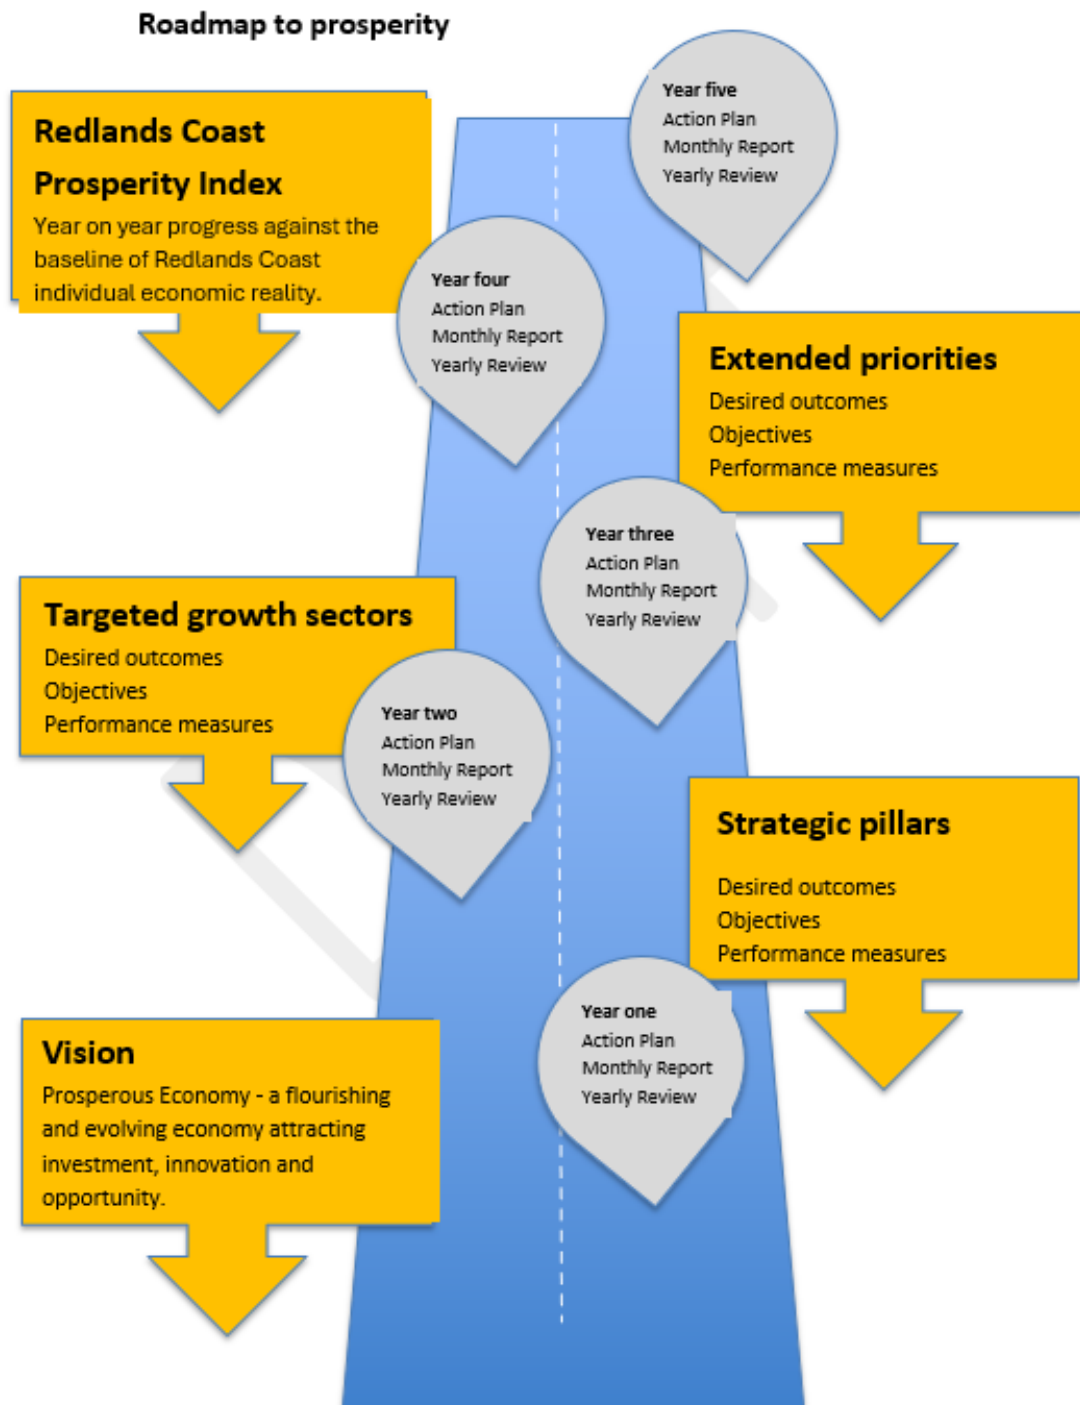 Roadmap to prosperity
Year five
Action Plan
Monthly Report
Yearly Review
Redlands Coast
Prosperity Index
Year on year progress against the
baseline of Redlands Coast
individual economic reality.
Year four
Action Plan
Monthly Report
Yearly Review
Extended priorities
Desired outcomes
Objectives
Performance measures
Year three
Action Plan
Monthly Report
Yearly Review
Targeted growth sectors
Desired outcomes
Objectives
Performance measures
Year two
Action Plan
Monthly Report
Yearly Review
Strategic pillars
Desired outcomes
Objectives
Performance measures
Year one
Action Plan
Monthly Report
Yearly Review
Vision
Prosperous Economy - a flourishing
and evolving economy attracting
investment, innovation and
opportunity.